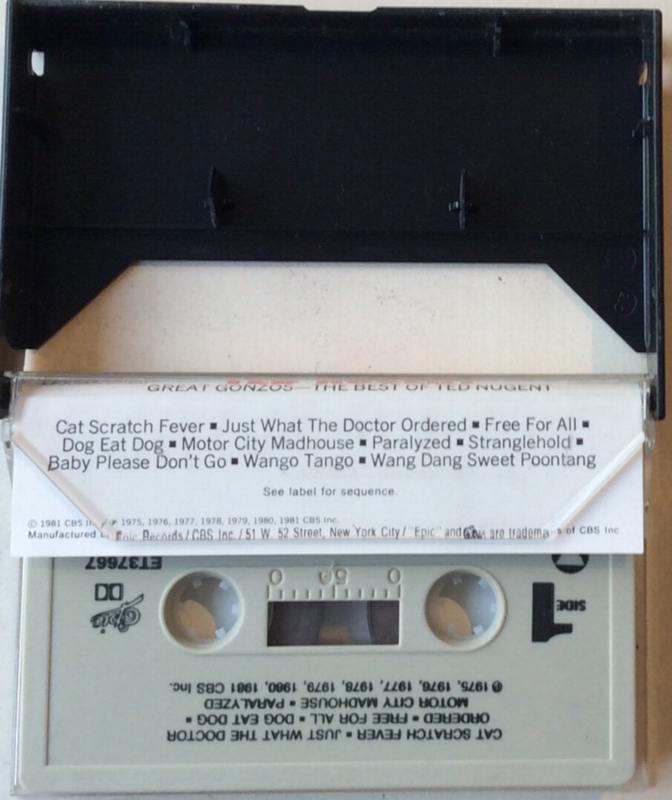 GREAT GONZOS—THE BEST OF TED NUGENT
Cat Scratch Fever ▪ Just What The Doctor Ordered ▪ Free For All ▪
Dog Eat Dog ▪ Motor City Madhouse ▪ Paralyzed ▪ Stranglehold ▪
Baby Please Don't Go ▪ Wango Tango ▪ Wang Dang Sweet Poontang
See label for sequence.
© 1981 CBS ℗ 1975, 1976, 1977, 1978, 1979, 1980, 1981 CBS Inc.
Manufactured Epic Records / CBS Inc. / 51 W. 52 Street, New York City / "Epic" and are of CBS Inc
CAT SCRATCH FEVER ▪ JUST WHAT THE DOCTOR
ORDERED ▪ FREE FOR ALL ▪ DOG EAT DOG ▪
MOTOR CITY MADHOUSE ▪ PARALYZED
℗ 1975, 1976, 1977, 1978, 1979, 1980, 1981 CBS Inc.
SIDE 1
0 50 0
Epic
ET37667